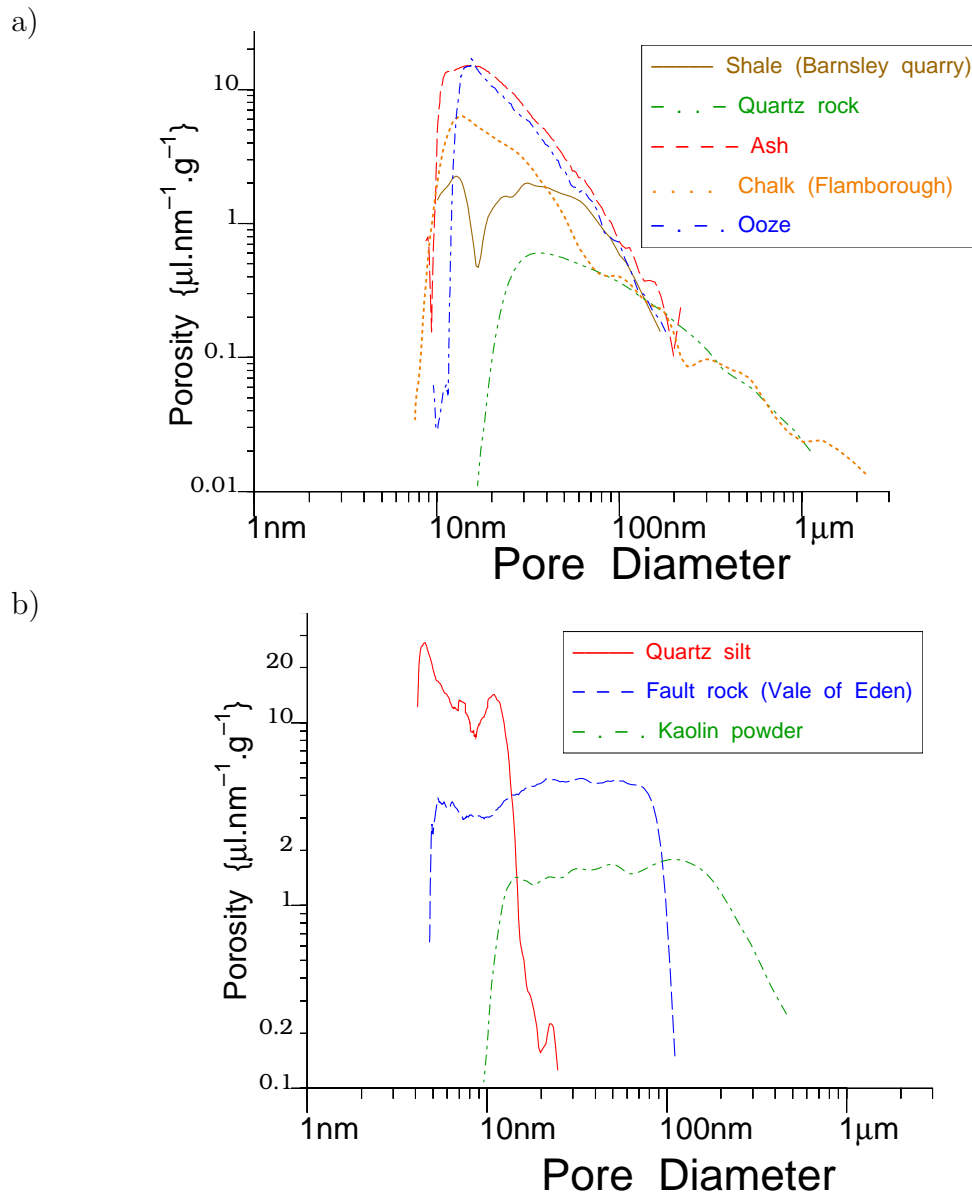 a)
10
1
0.1
0.01
Porosity {µl.nm⁻¹.g⁻¹}
Shale (Barnsley quarry)
Quartz rock
Ash
Chalk (Flamborough)
Ooze
1nm 10nm 100nm 1µm
Pore Diameter
b)
20
10
2
1
0.2
0.1
Porosity {µl.nm⁻¹.g⁻¹}
Quartz silt
Fault rock (Vale of Eden)
Kaolin powder
1nm 10nm 100nm 1µm
Pore Diameter